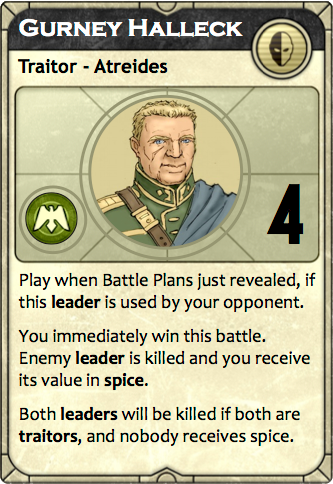 Gurney Halleck
Traitor - Atreides
4
Play when Battle Plans just revealed, if
this leader is used by your opponent.
You immediately win this battle.
Enemy leader is killed and you receive
its value in spice.
Both leaders will be killed if both are
traitors, and nobody receives spice.